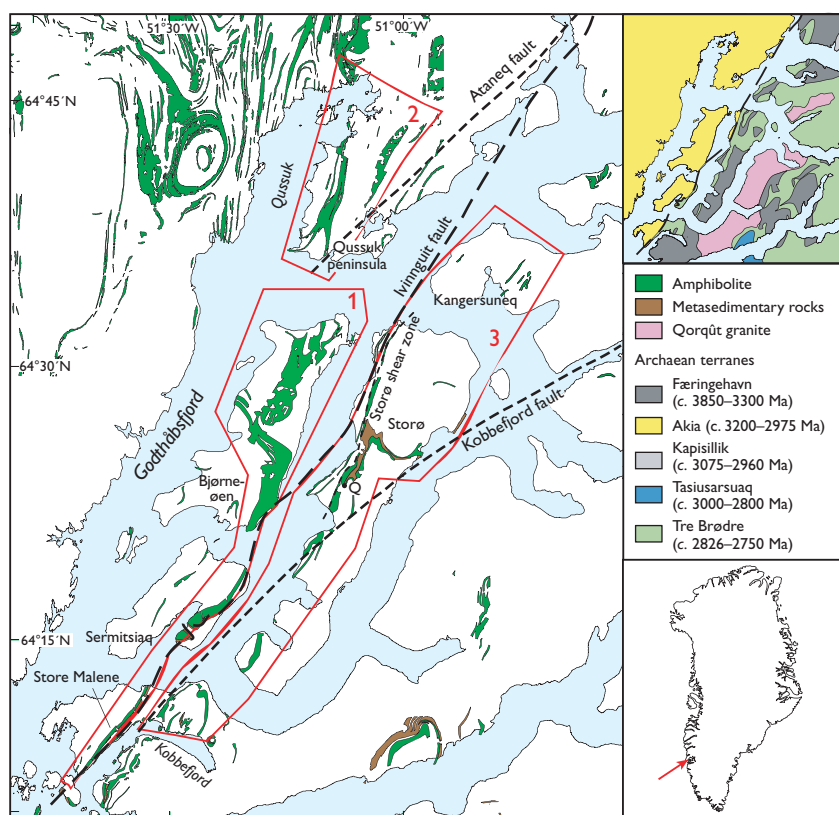 51°30´W
51°00´W
64°45´N
Ataneq fault
2
Qussuk
Qussuk
peninsula
Ivinnguit fault
Kangersuneq
1
3
64°30´N
Storø shear zone
Storø
Kobbefjord fault
Godthåbsfjord
Bjørne-
øen
Q
64°15´N
Sermitsiaq
Store Malene
Kobbefjord
Amphibolite
Metasedimentary rocks
Qorqût granite
Archaean terranes
Færingehavn
(c. 3850–3300 Ma)
Akia (c. 3200–2975 Ma)
Kapisillik
(c. 3075–2960 Ma)
Tasiusarsuaq
(c. 3000–2800 Ma)
Tre Brødre
(c. 2826–2750 Ma)